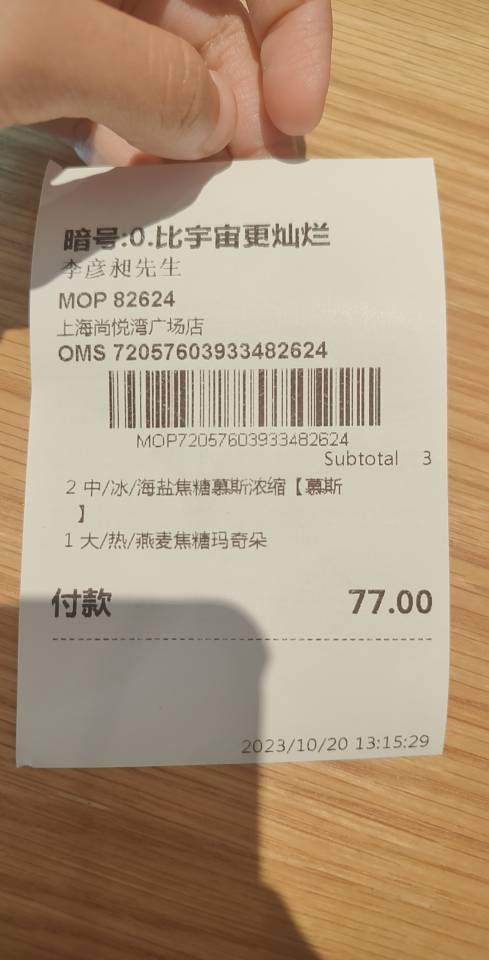 暗号:0.比宇宙更灿烂
李彦昶先生
MOP 82624
上海尚悦湾广场店
OMS 72057603933482624
MOP72057603933482624
Subtotal 3
2 中/冰/海盐焦糖慕斯浓缩【慕斯
】
1 大/热/燕麦焦糖玛奇朵
付款 77.00
2023/10/20 13:15:29